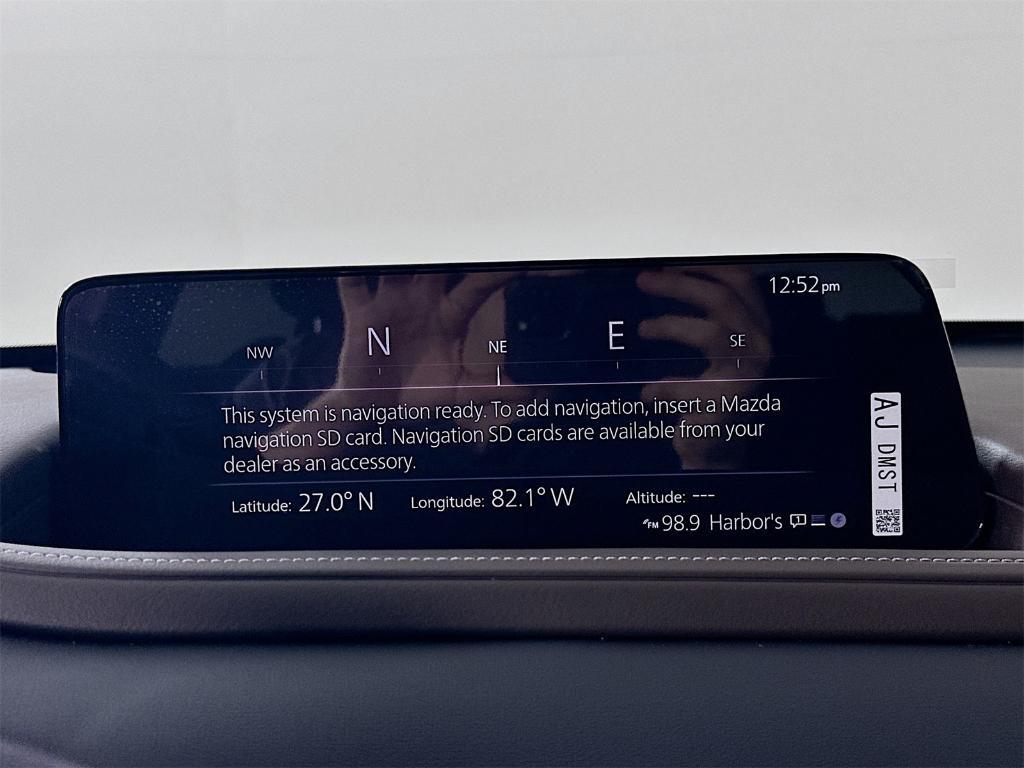 12:52pm
NW N NE E SE
This system is navigation ready. To add navigation, insert a Mazda
navigation SD card. Navigation SD cards are available from your
dealer as an accessory.
Latitude: 27.0° N Longitude: 82.1° W Altitude: ---
FM 98.9 Harbor's 1
AJ DMST